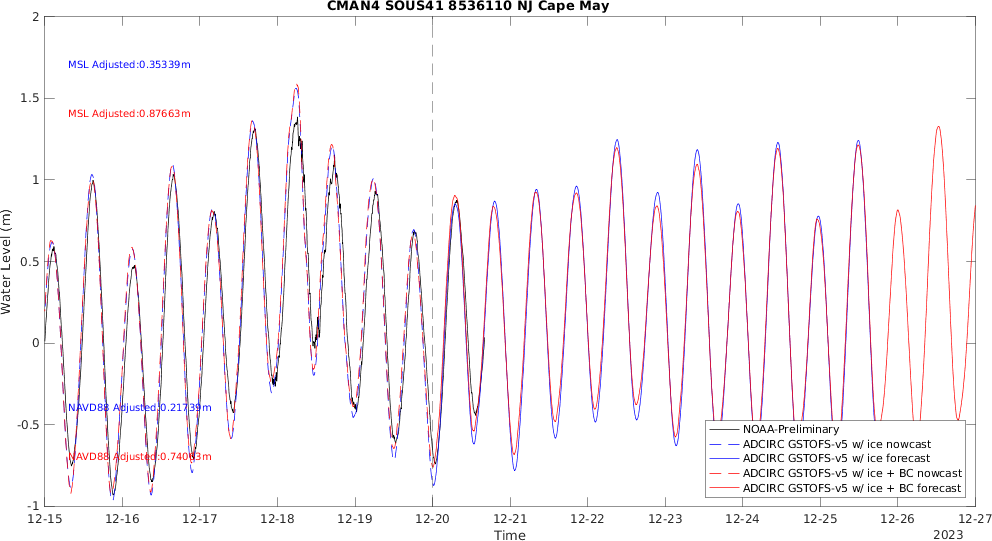 CMAN4 SOUS41 8536110 NJ Cape May
2
1.5
1
0.5
0
-0.5
-1
Water Level (m)
MSL Adjusted:0.35339m
MSL Adjusted:0.87663m
NAVD88 Adjusted:0.21739m
NAVD88 Adjusted:0.74063m
NOAA-Preliminary
ADCIRC GSTOFS-v5 w/ ice nowcast
ADCIRC GSTOFS-v5 w/ ice forecast
ADCIRC GSTOFS-v5 w/ ice + BC nowcast
ADCIRC GSTOFS-v5 w/ ice + BC forecast
12-15 12-16 12-17 12-18 12-19 12-20 12-21 12-22 12-23 12-24 12-25 12-26 12-27
Time
2023